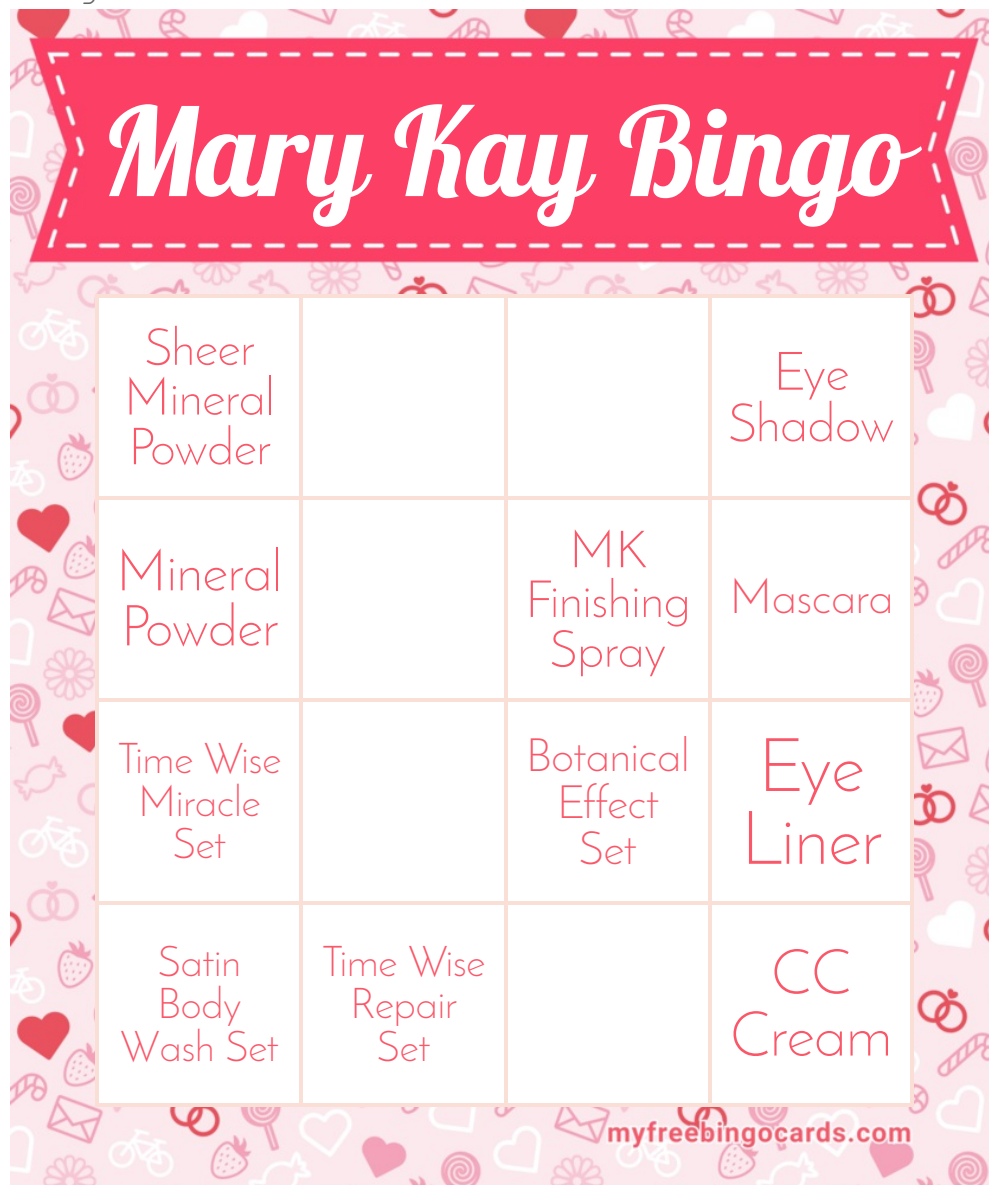 Mary Kay Bingo
Sheer
Mineral
Powder
Eye
Shadow
Mineral
Powder
MK
Finishing
Spray
Mascara
Time Wise
Miracle
Set
Botanical
Effect
Set
Eye
Liner
Satin
Body
Wash Set
Time Wise
Repair
Set
CC
Cream
myfreebingocards.com